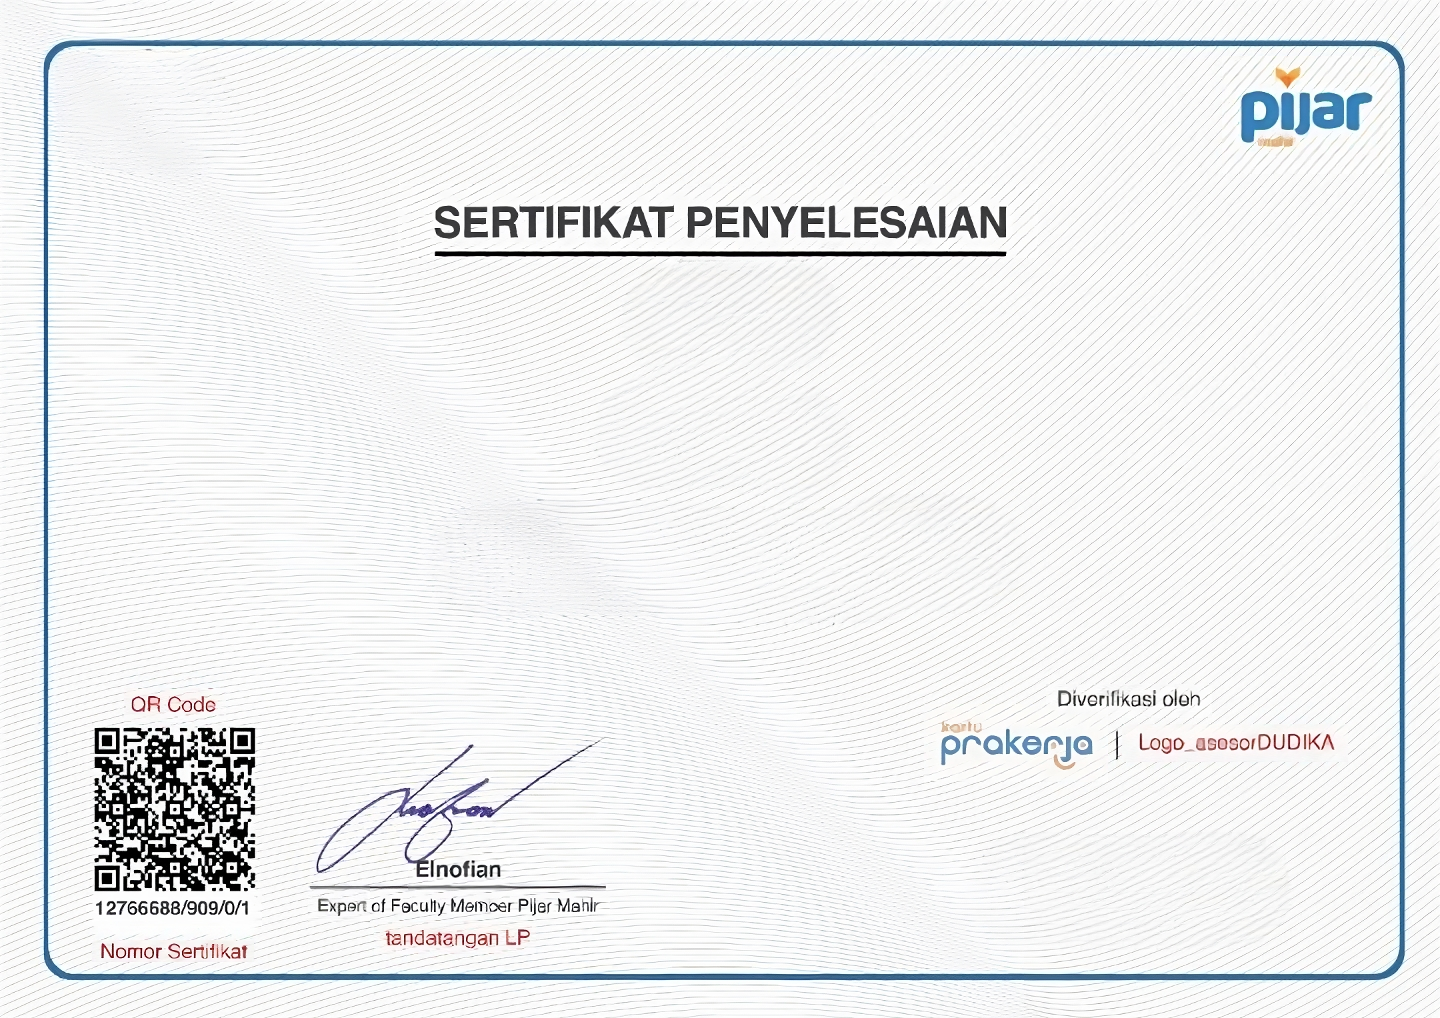 pijar
mahir
SERTIFIKAT PENYELESAIAN
QR Code
12766688/909/0/1
Nomor Sertifikat
Elnofian
Expert of Faculty Memcer Pijar Mahir
tandatangan LP
Diverifikasi oleh
kartu
prakerja | Logo_asesorDUDIKA